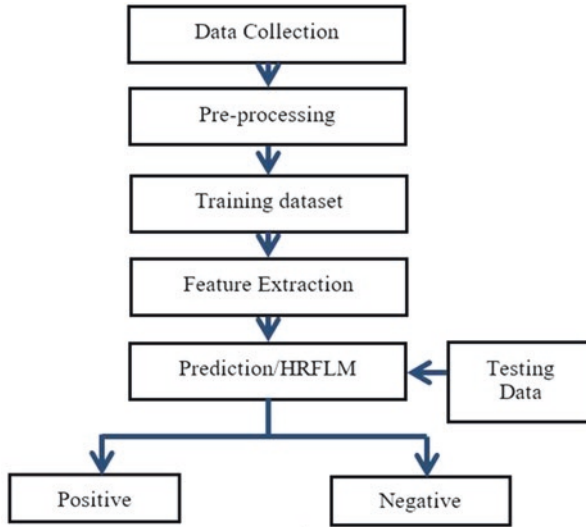 Data Collection
Pre-processing
Training dataset
Feature Extraction
Prediction/HRFLM
Testing
Data
Positive
Negative